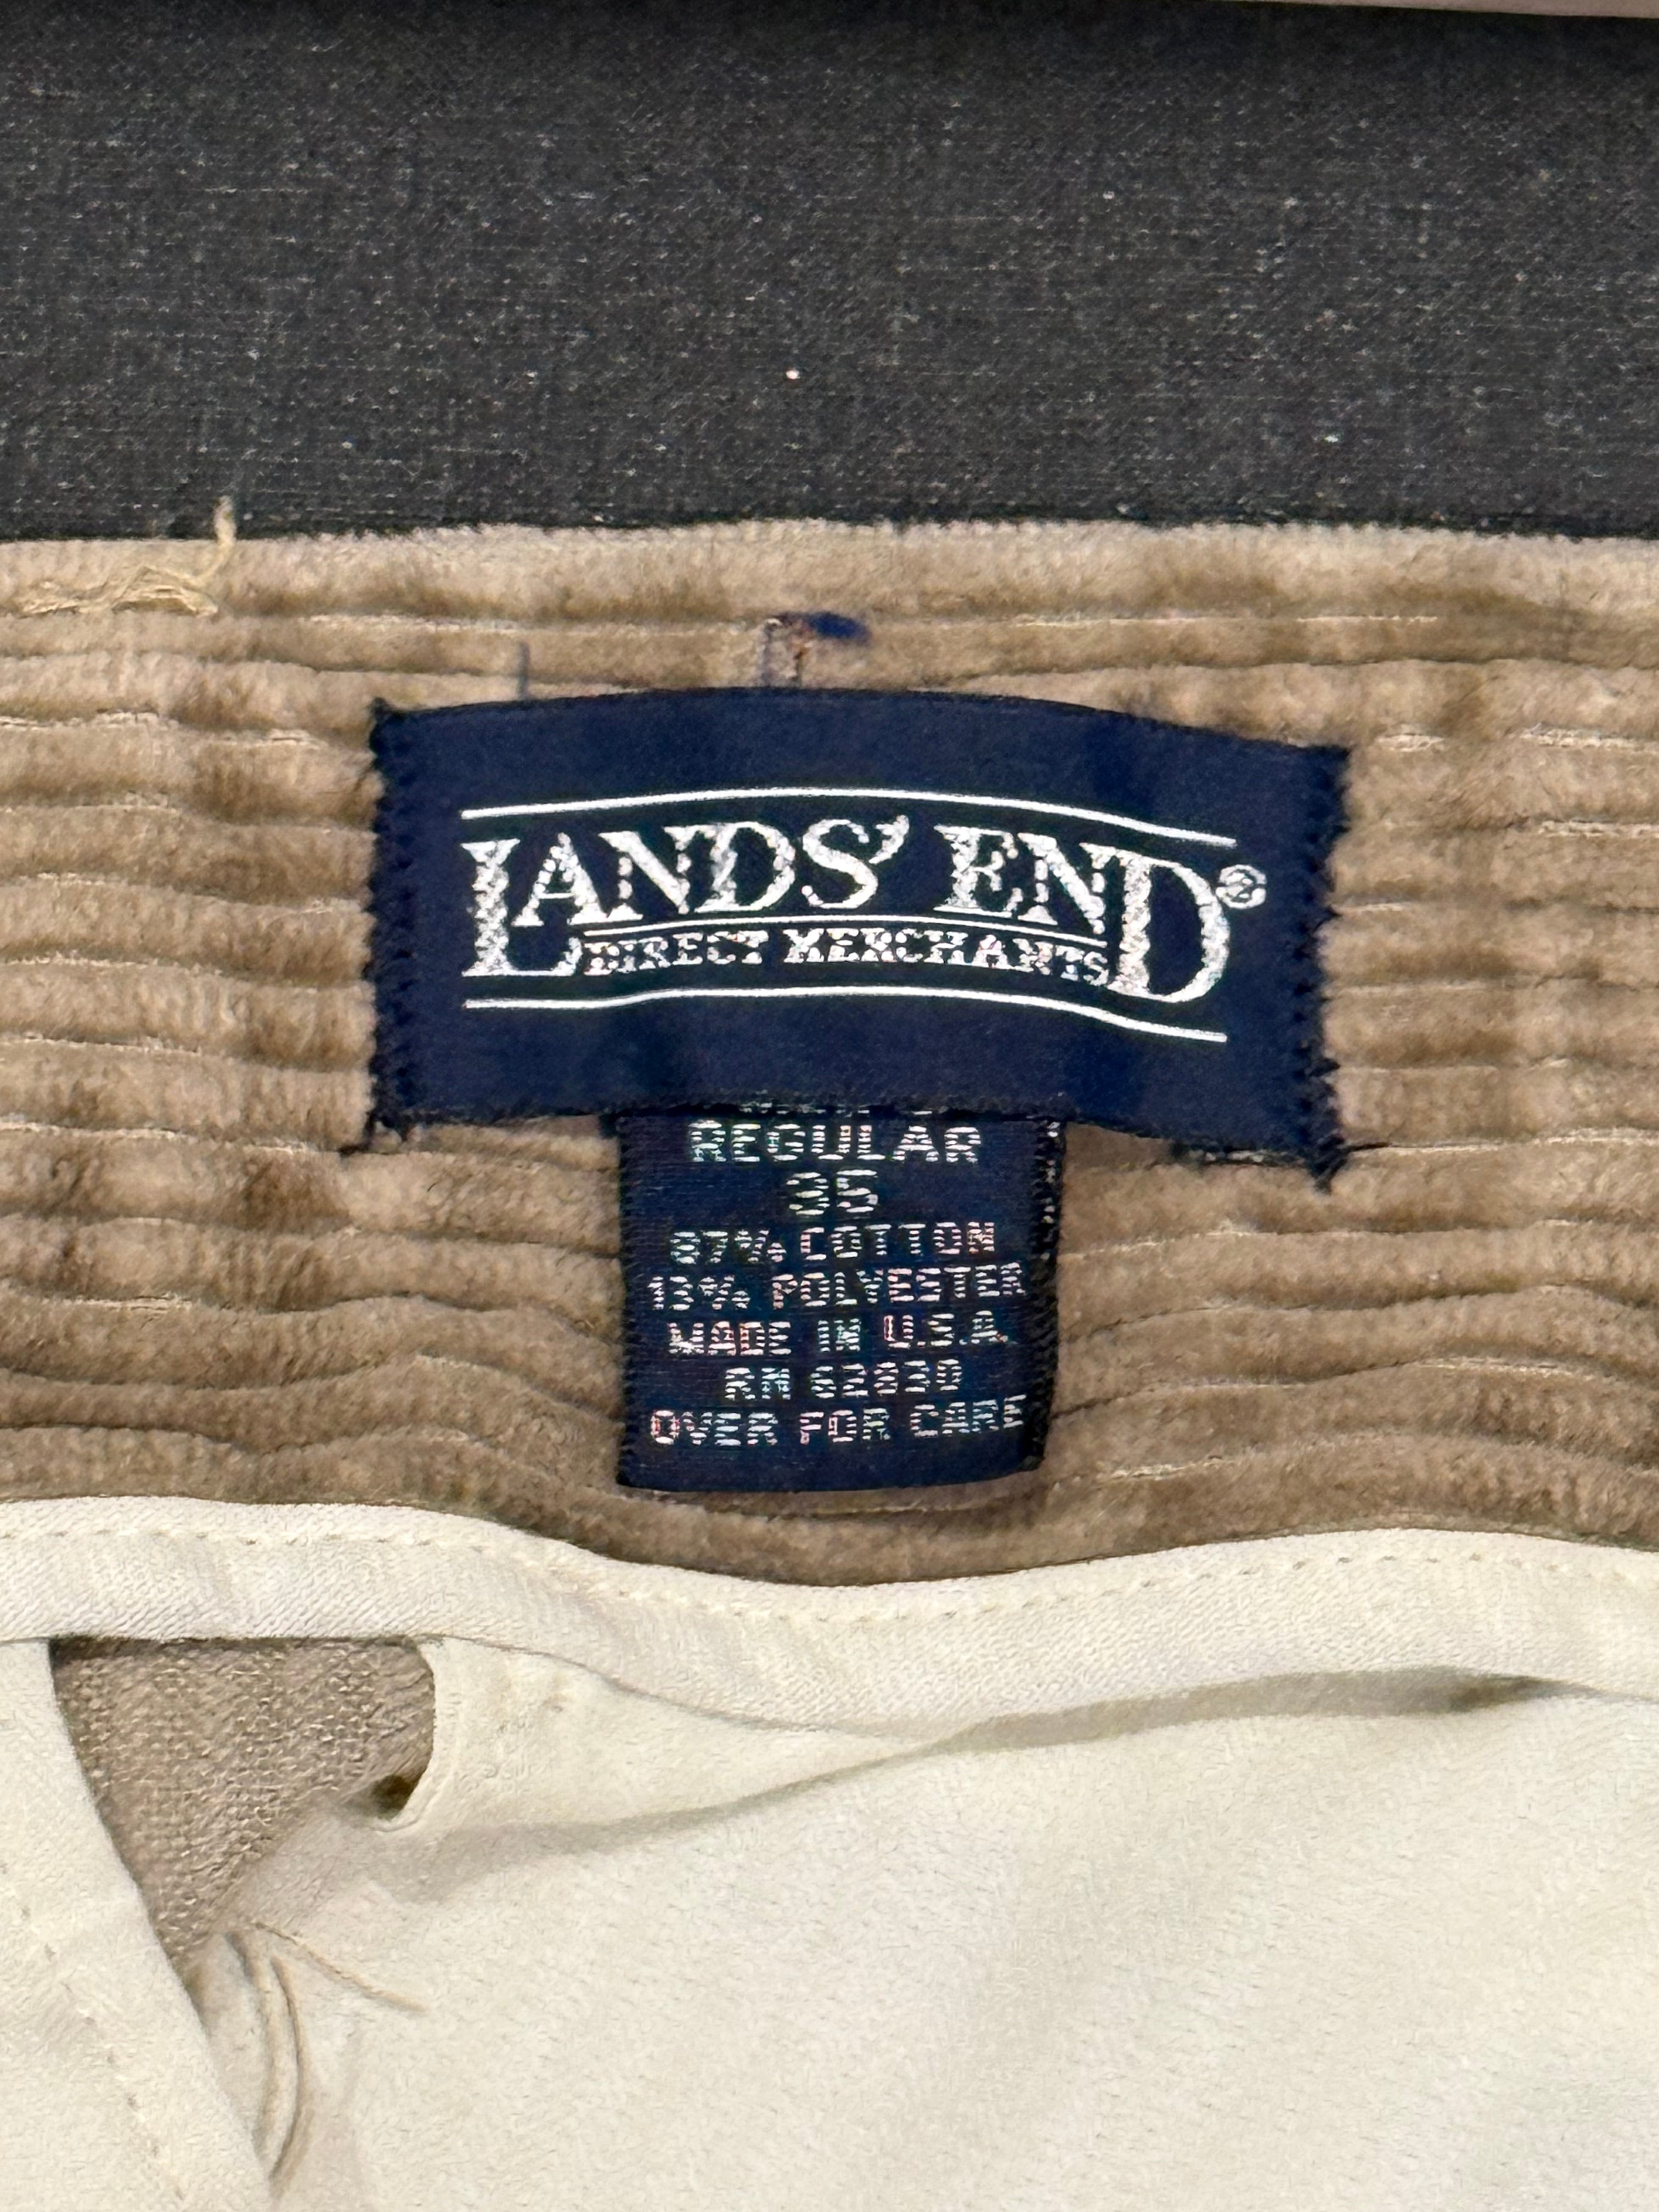 LANDS' END®
DIRECT MERCHANTS
REGULAR
35
87% COTTON
13% POLYESTER
MADE IN U.S.A.
RN 62830
OVER FOR CARE